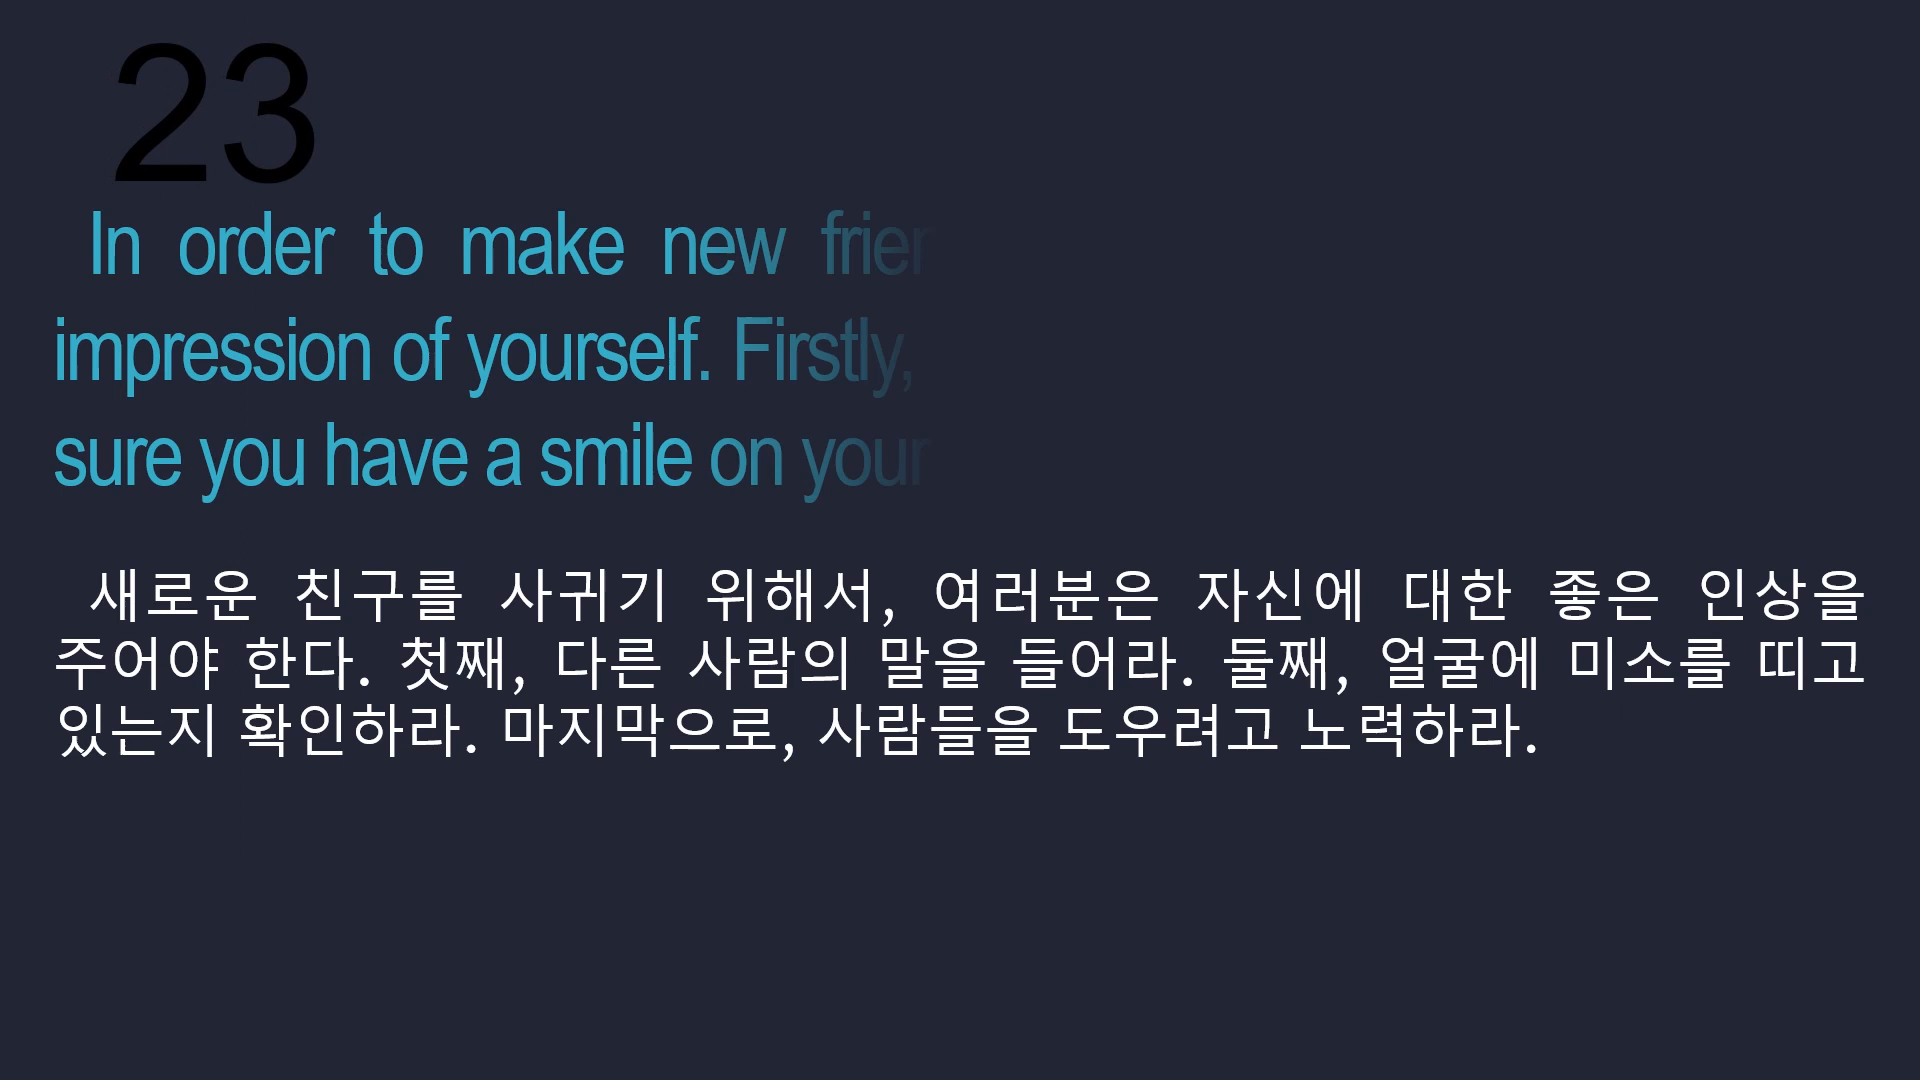 23
In order to make new
impression of yourself. Firstly,
sure you have a smile on your
새로운 친구를 사귀기 위해서, 여러분은 자신에 대한 좋은 인상을
주어야 한다. 첫째, 다른 사람의 말을 들어라. 둘째, 얼굴에 미소를 띠고
있는지 확인하라. 마지막으로, 사람들을 도우려고 노력하라.